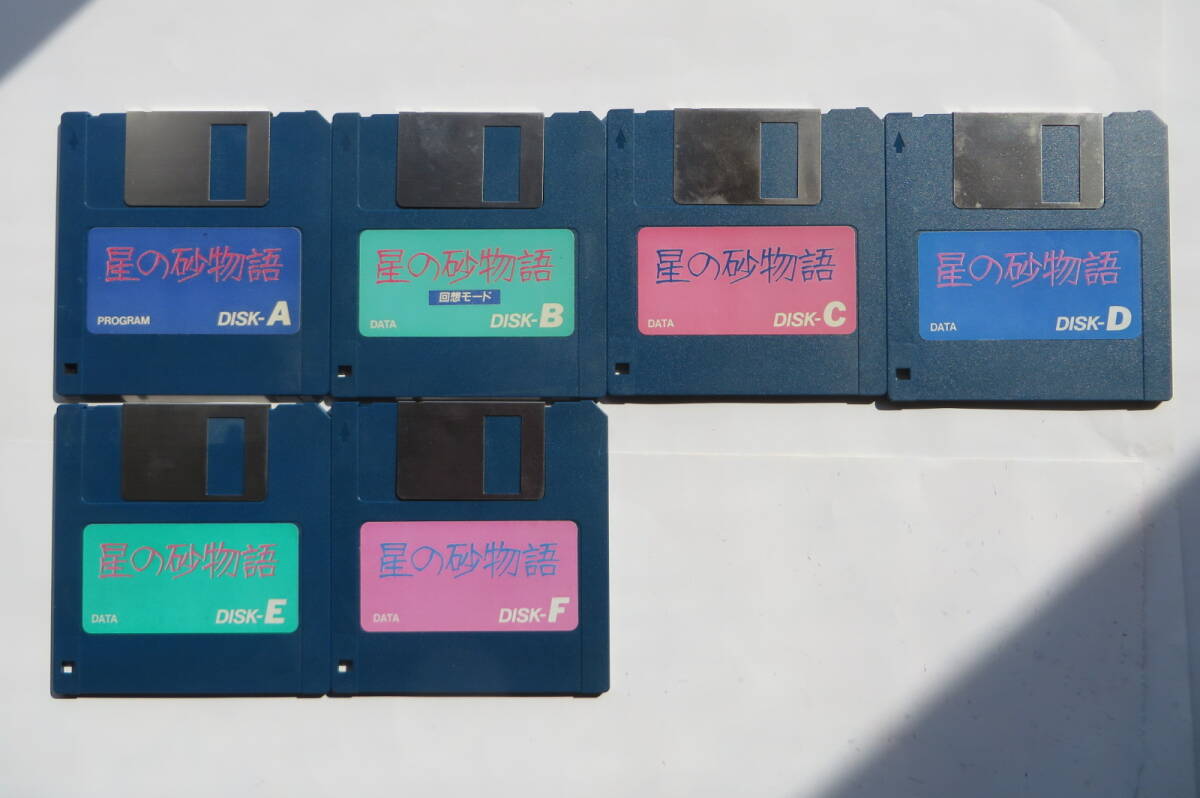 星の砂物語
PROGRAM DISK-A
星の砂物語
回想モード
DATA DISK-B
星の砂物語
DATA DISK-C
星の砂物語
DATA DISK-D
星の砂物語
DATA DISK-E
星の砂物語
DATA DISK-F